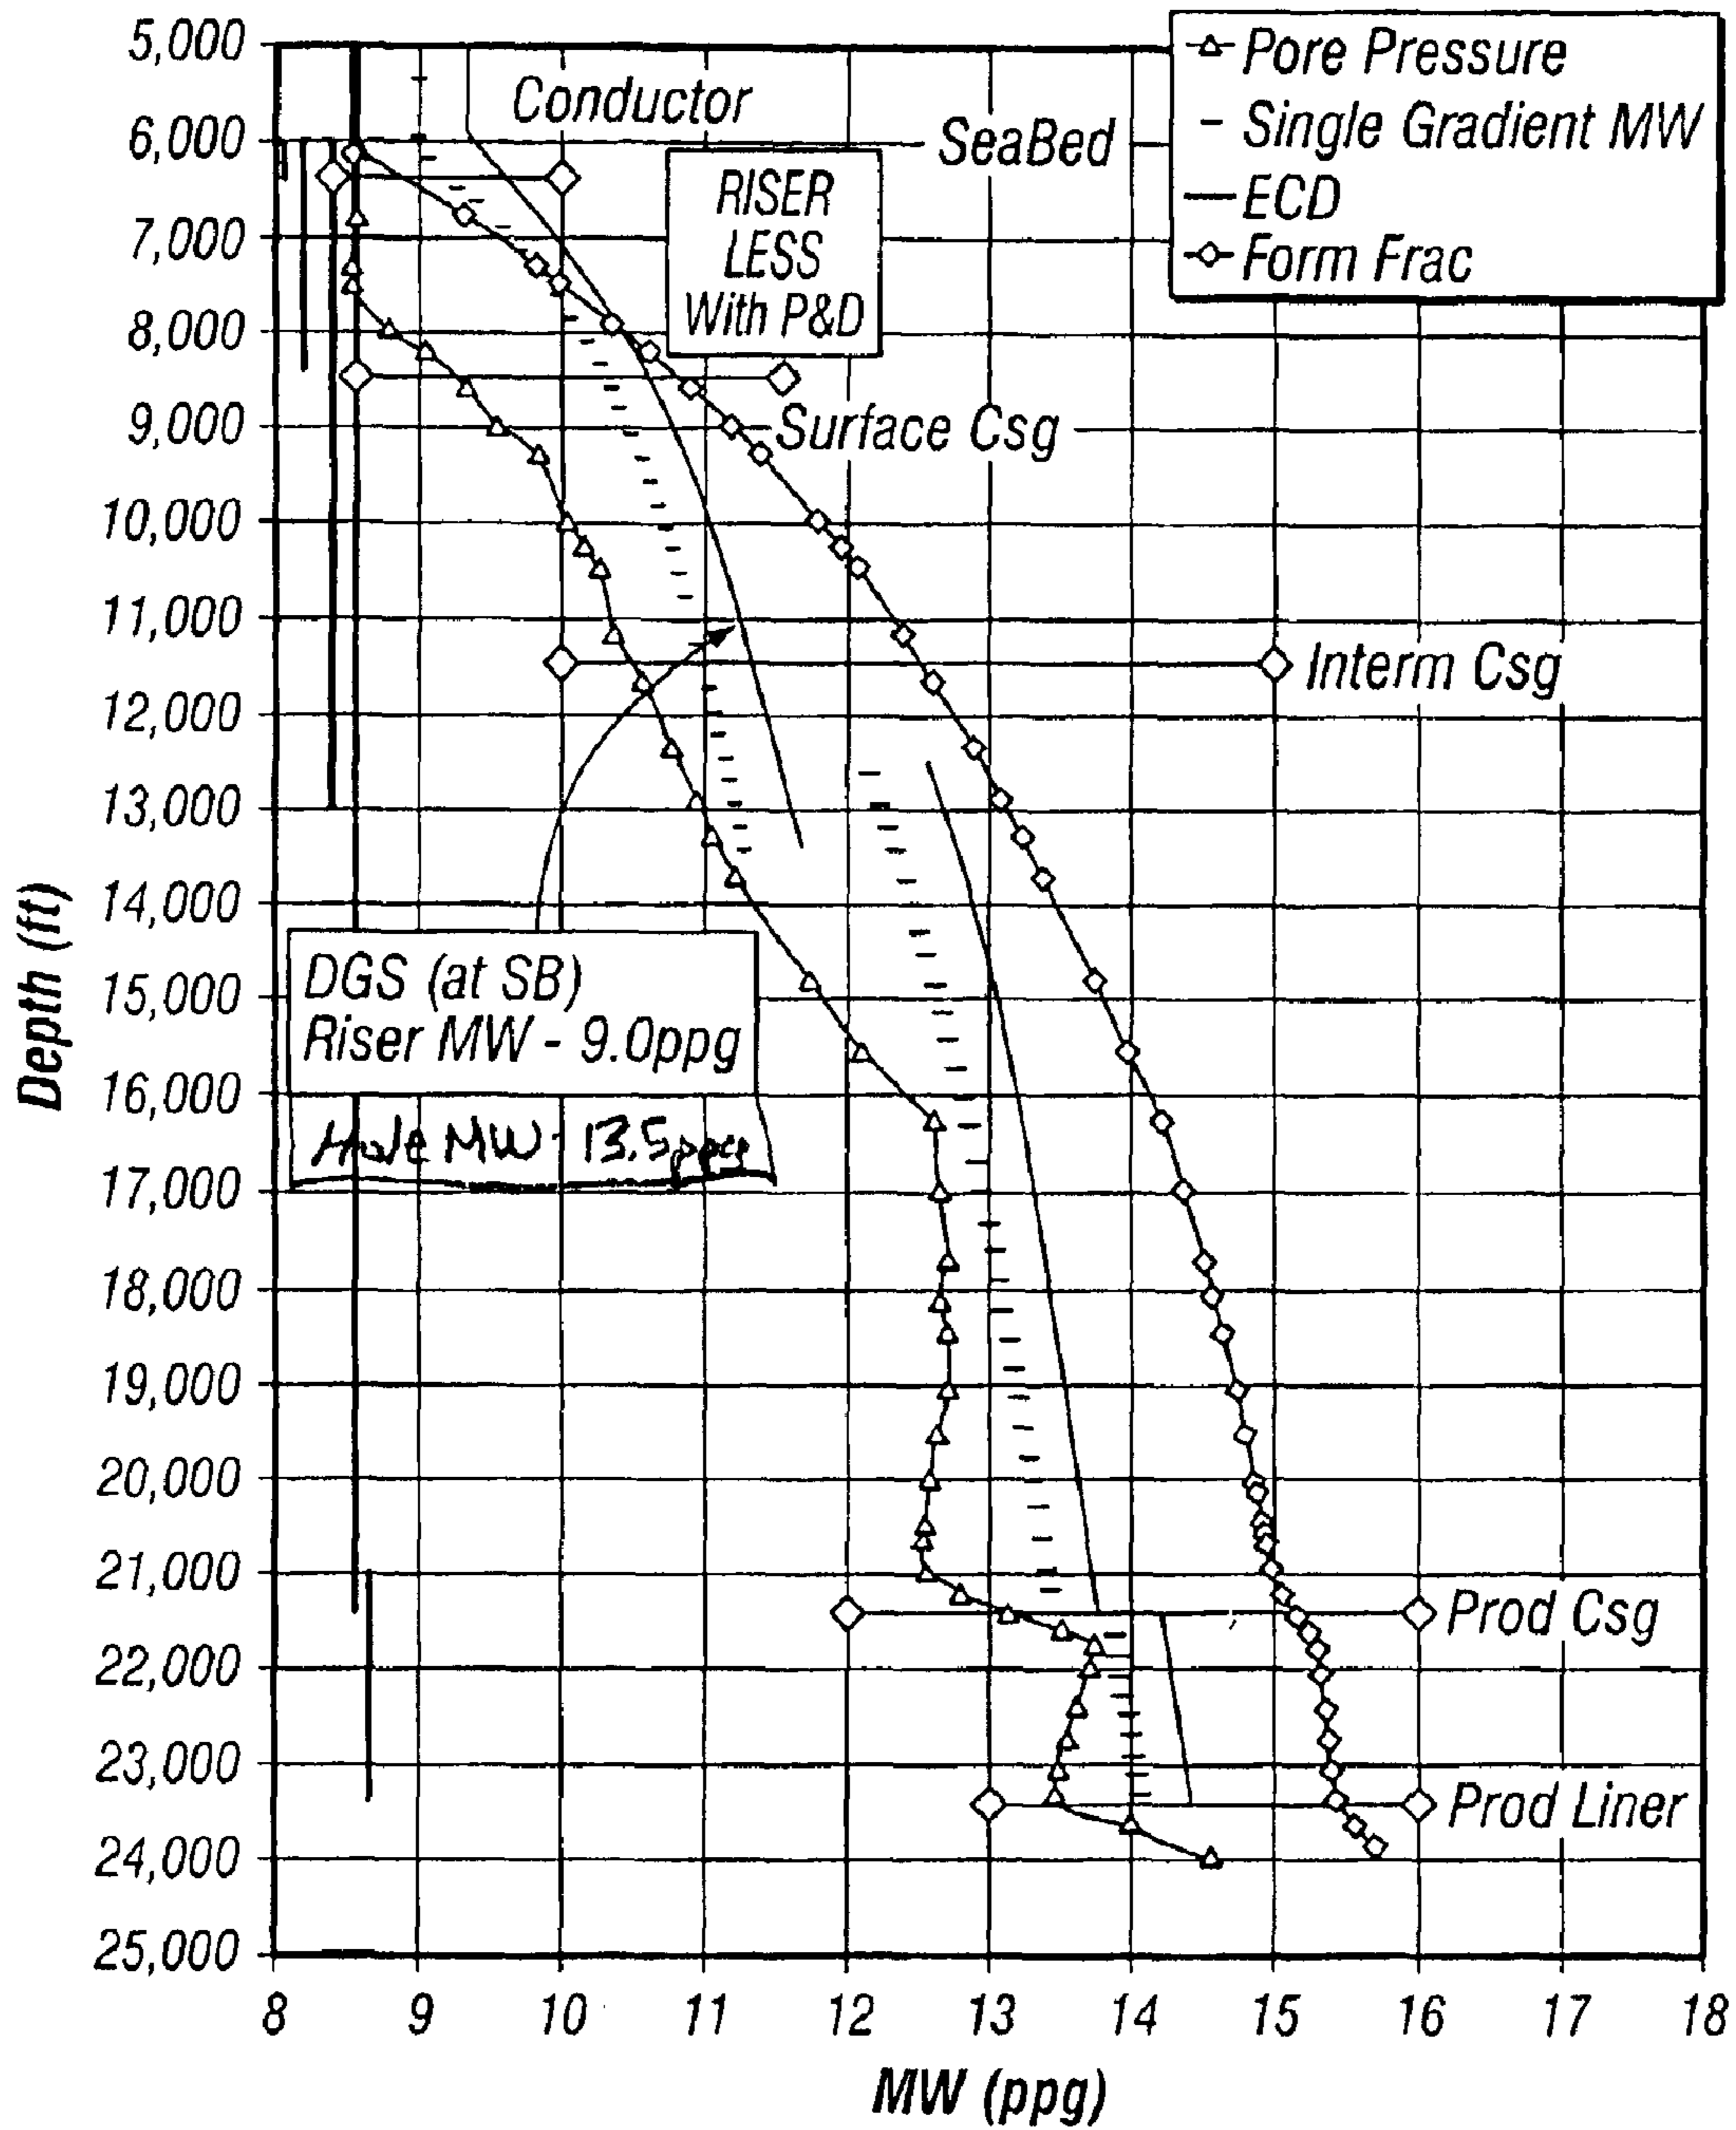 5,000
6,000
7,000
8,000
9,000
10,000
11,000
12,000
13,000
14,000
15,000
16,000
17,000
18,000
19,000
20,000
21,000
22,000
23,000
24,000
25,000
Depth (ft)
8 9 10 11 12 13 14 15 16 17 18
MW (ppg)
Pore Pressure
Single Gradient MW
ECD
Form Frac
Conductor
SeaBed
RISER
LESS
With P&D
Surface Csg
Interm Csg
DGS (at SB)
Riser MW - 9.0ppg
Hole MW - 13.5ppg
Prod Csg
Prod Liner